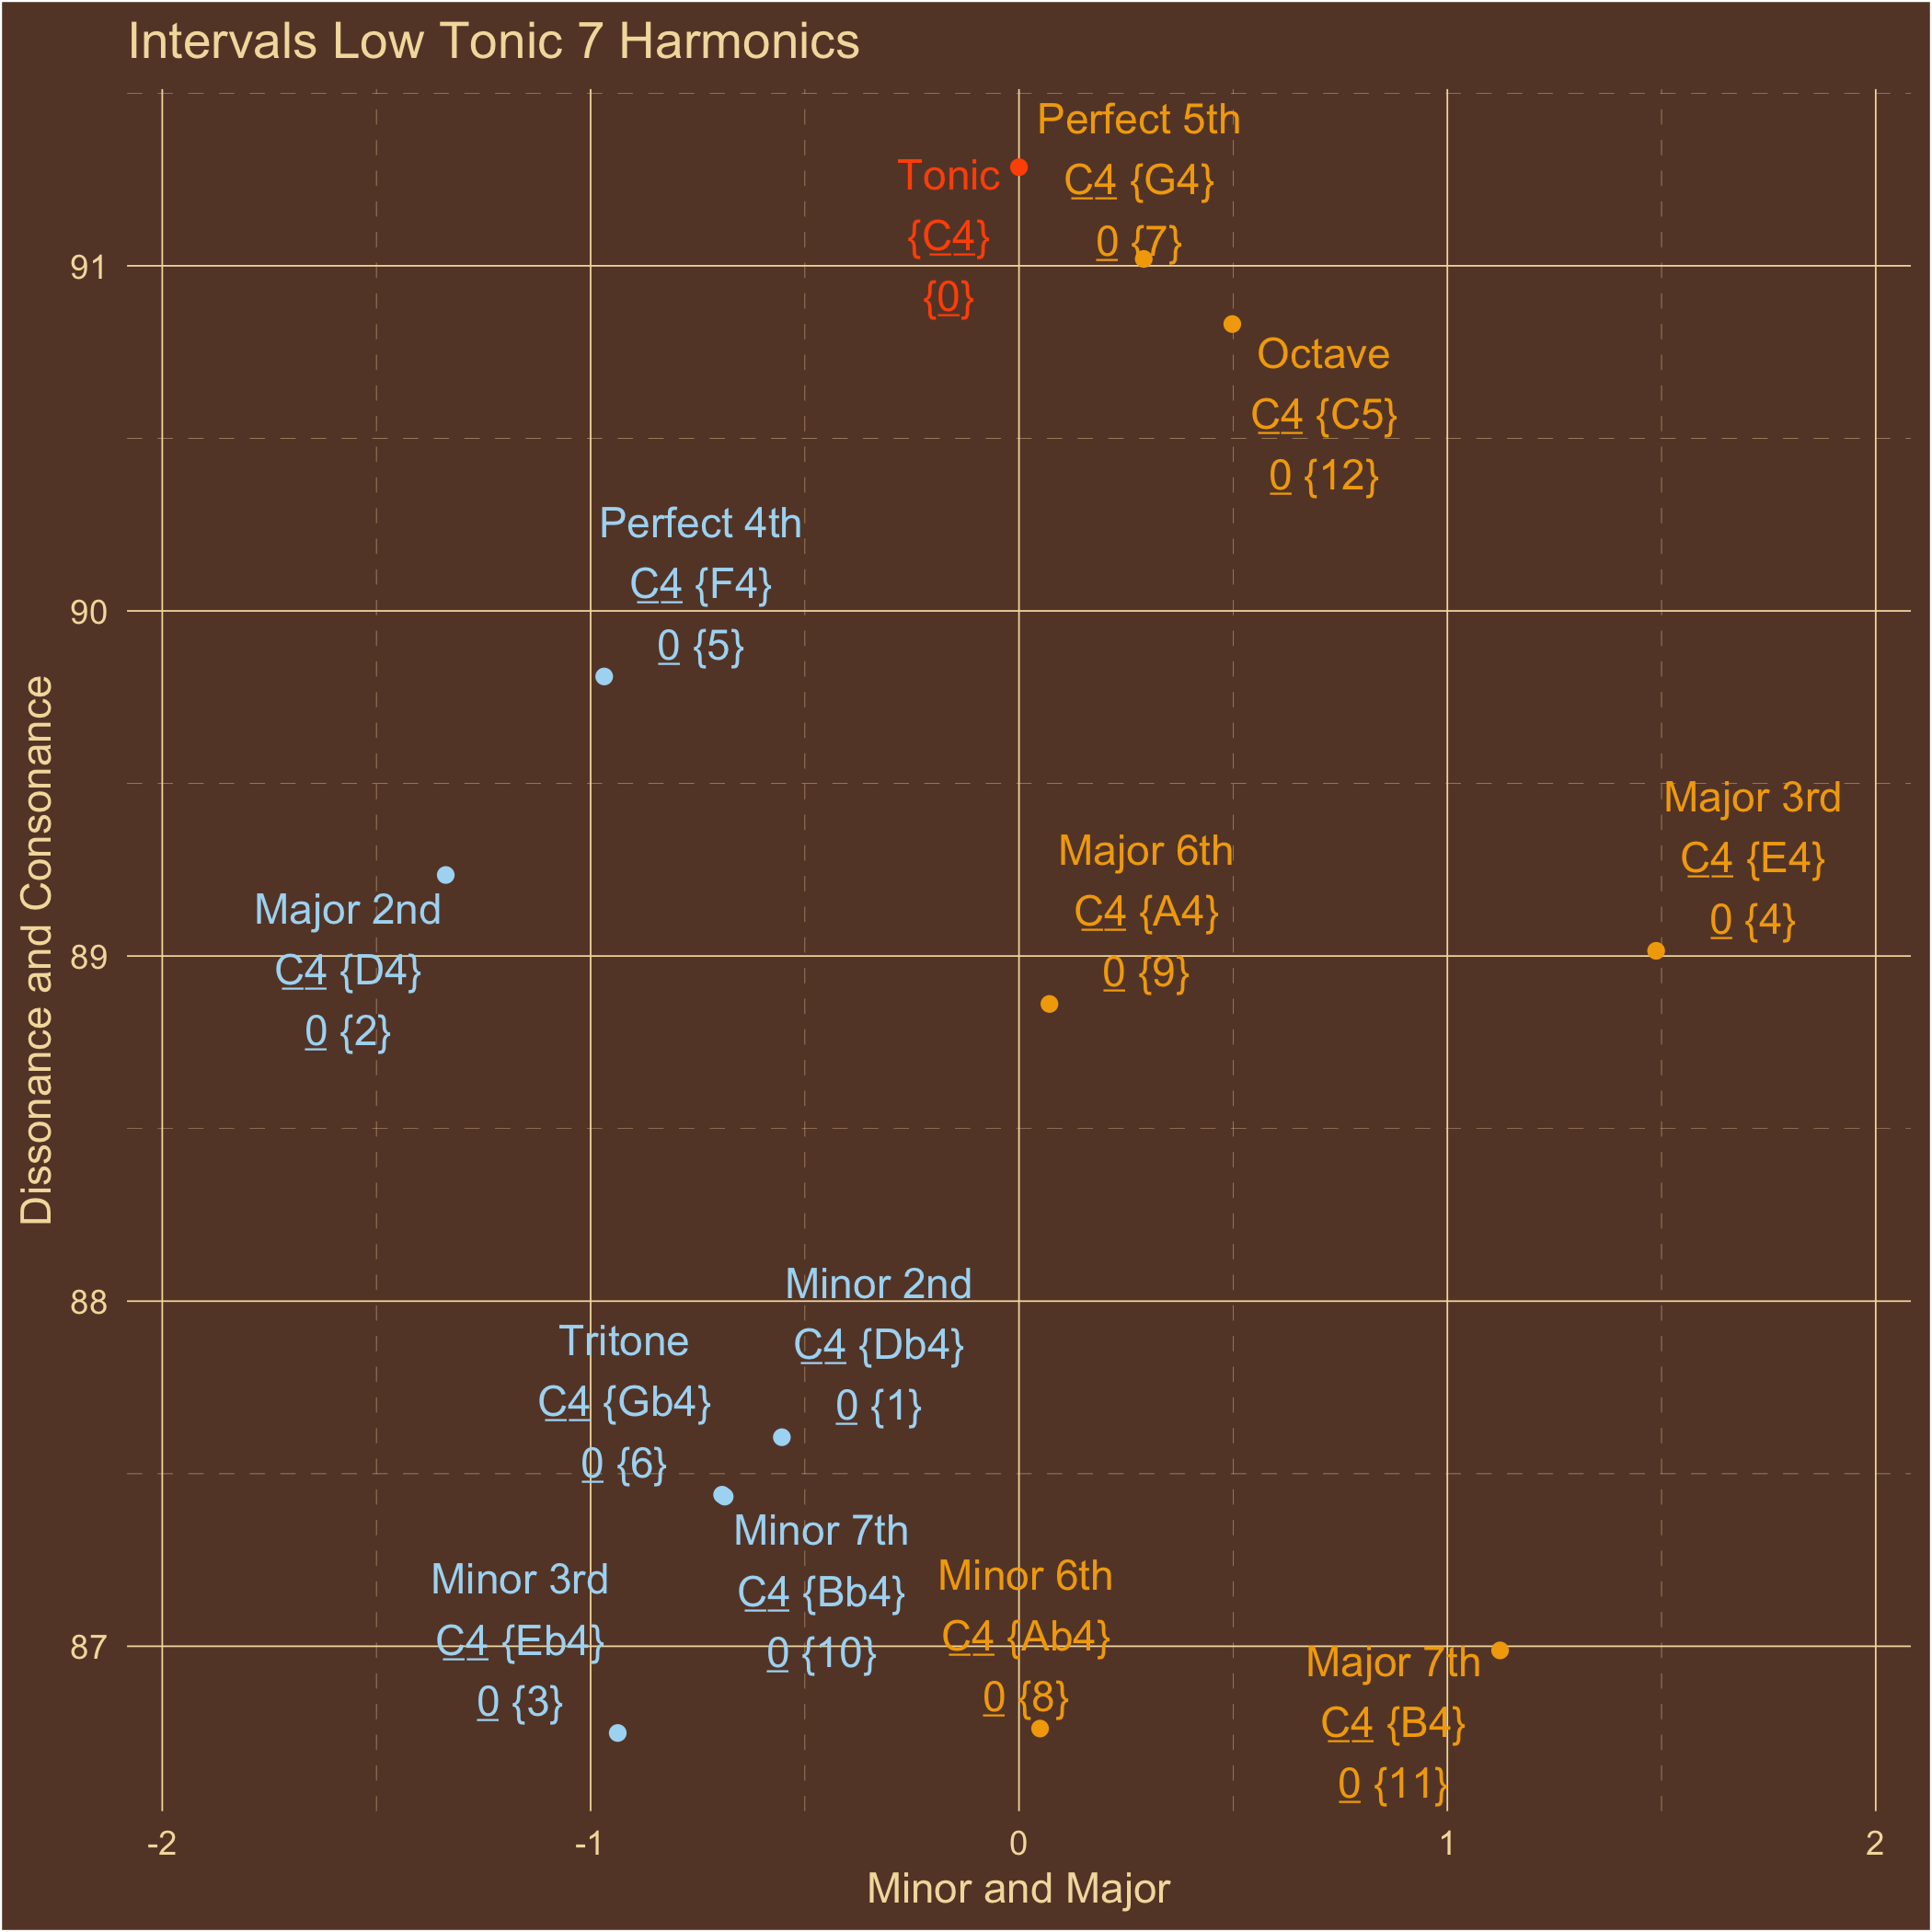 Intervals Low Tonic 7 Harmonics
Perfect 5th
C4 {G4}
0 {7}
Tonic
{C4}
{0}
Octave
C4 {C5}
0 {12}
Perfect 4th
C4 {F4}
0 {5}
Major 3rd
C4 {E4}
0 {4}
Major 6th
C4 {A4}
0 {9}
Major 2nd
C4 {D4}
0 {2}
Minor 2nd
C4 {Db4}
0 {1}
Tritone
C4 {Gb4}
0 {6}
Minor 7th
C4 {Bb4}
0 {10}
Minor 3rd
C4 {Eb4}
0 {3}
Minor 6th
C4 {Ab4}
0 {8}
Major 7th
C4 {B4}
0 {11}
91
90
89
88
87
Dissonance and Consonance
-2
-1
0
1
2
Minor and Major